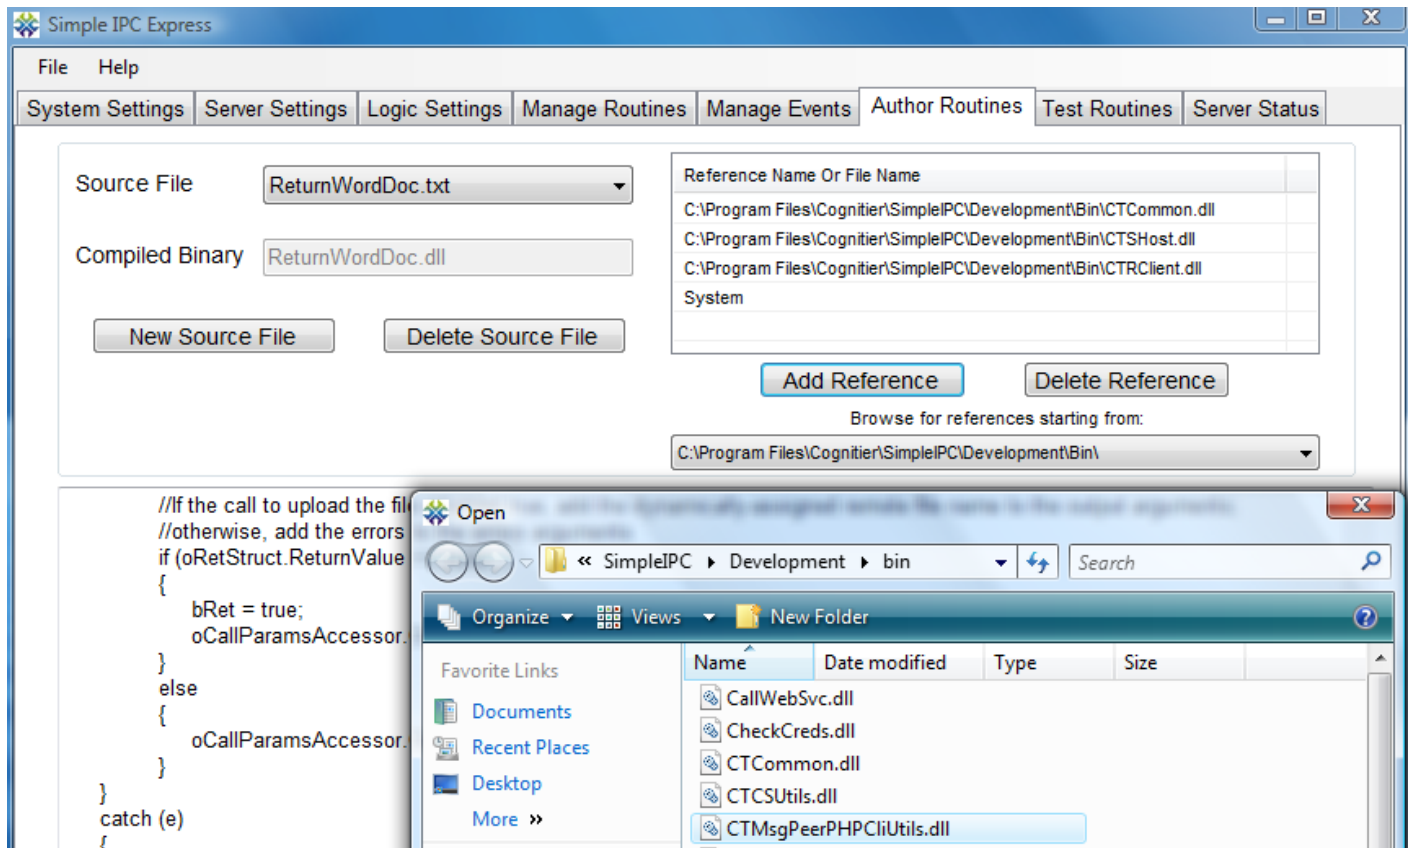 Simple IPC Express
File Help
System Settings Server Settings Logic Settings Manage Routines Manage Events Author Routines Test Routines Server Status
Source File ReturnWordDoc.txt
Compiled Binary ReturnWordDoc.dll
New Source File Delete Source File
Reference Name Or File Name
C:\Program Files\Cognitier\SimpleIPC\Development\Bin\CTCommon.dll
C:\Program Files\Cognitier\SimpleIPC\Development\Bin\CTSHost.dll
C:\Program Files\Cognitier\SimpleIPC\Development\Bin\CTRClient.dll
System
Add Reference Delete Reference
Browse for references starting from:
C:\Program Files\Cognitier\SimpleIPC\Development\Bin\
//If the call to upload the fil
//otherwise, add the errors
if (oRetStruct.ReturnValue
{
bRet = true;
oCallParamsAccessor.
}
else
{
oCallParamsAccessor.
}
}
catch (e)
{
Open
« SimpleIPC Development bin Search
Organize Views New Folder
Favorite Links
Documents
Recent Places
Desktop
More »
Name Date modified Type Size
CallWebSvc.dll
CheckCreds.dll
CTCommon.dll
CTCSUtils.dll
CTMsgPeerPHPCliUtils.dll